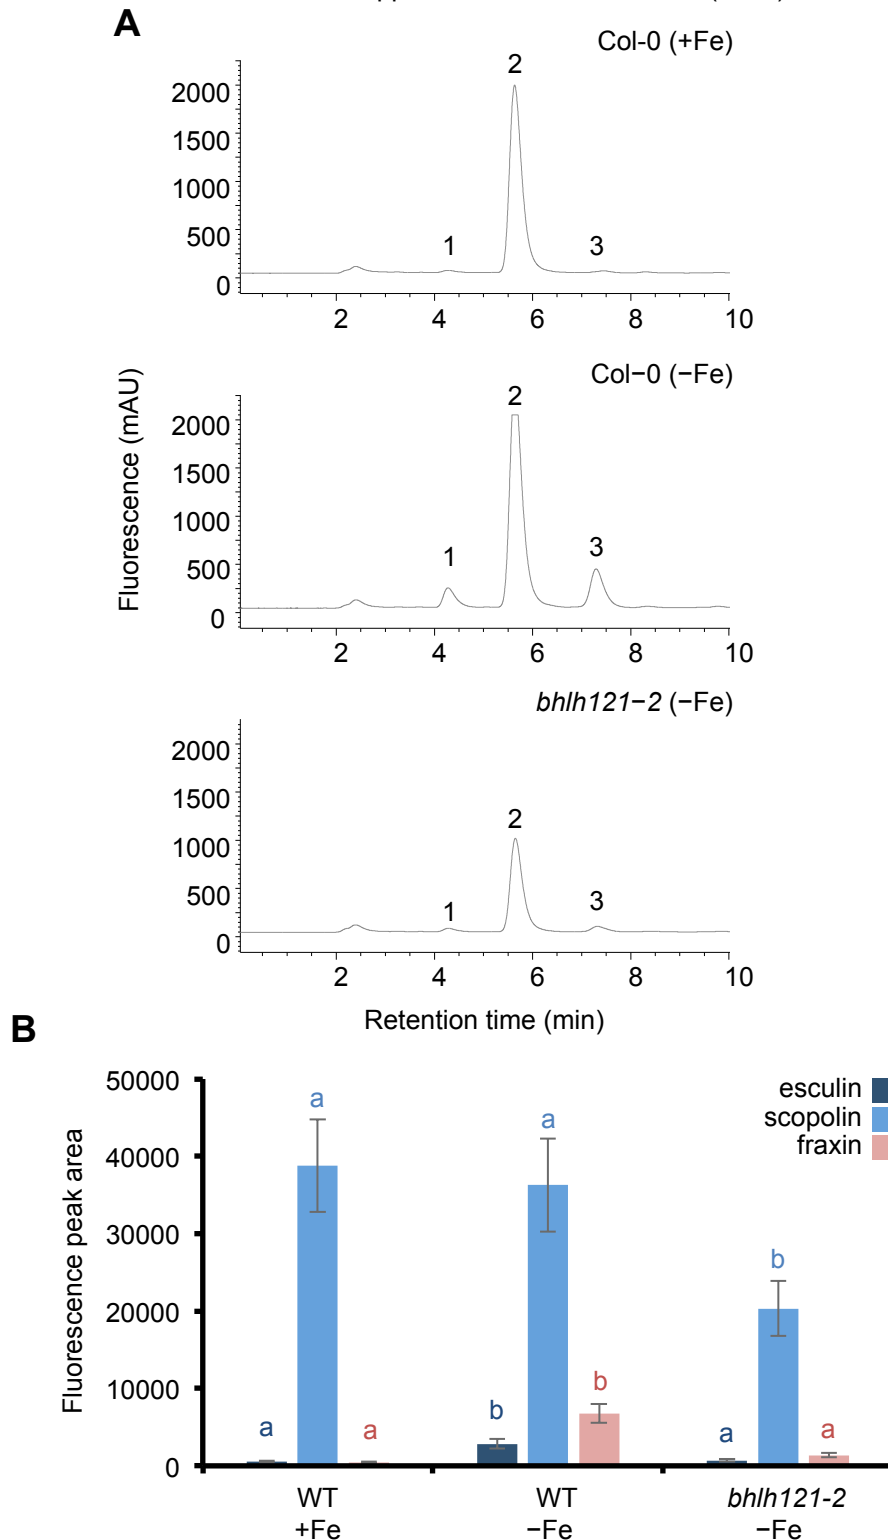 A
Col-0 (+Fe)
2
2000
1500
1000
500
0
1
3
2 4 6 8 10
Col−0 (−Fe)
2
2000
1500
1000
500
0
1
3
2 4 6 8 10
Fluorescence (mAU)
bhlh121−2 (−Fe)
2
2000
1500
1000
500
0
1
3
2 4 6 8 10
Retention time (min)
B
50000
40000
30000
20000
10000
0
Fluorescence peak area
esculin
scopolin
fraxin
a a a
b a b
a b a
WT WT bhlh121-2
+Fe −Fe −Fe